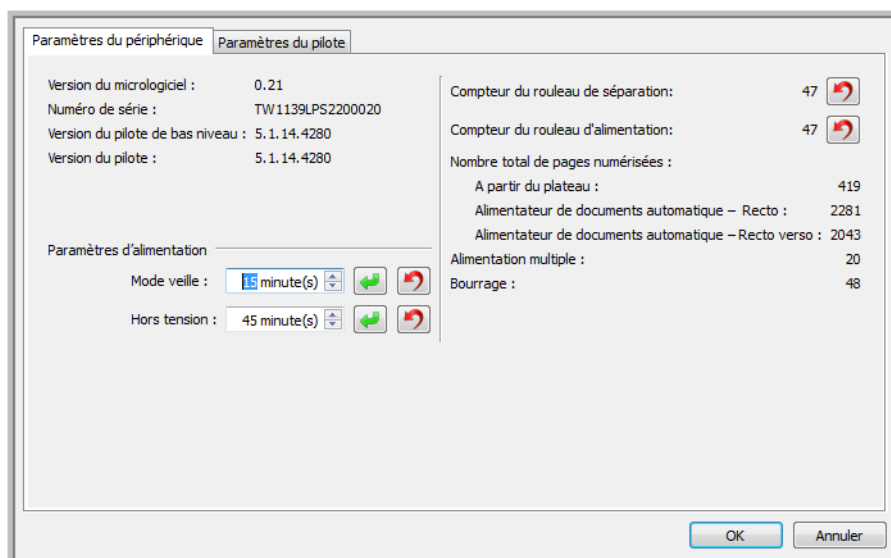 Paramètres du périphérique
Paramètres du pilote
Version du micrologiciel : 0.21
Numéro de série : TW1139LPS2200020
Version du pilote de bas niveau : 5.1.14.4280
Version du pilote : 5.1.14.4280
Paramètres d'alimentation
Mode veille : 15 minute(s)
Hors tension : 45 minute(s)
Compteur du rouleau de séparation: 47
Compteur du rouleau d'alimentation: 47
Nombre total de pages numérisées :
A partir du plateau : 419
Alimentateur de documents automatique – Recto : 2281
Alimentateur de documents automatique – Recto verso : 2043
Alimentation multiple : 20
Bourrage : 48
OK
Annuler